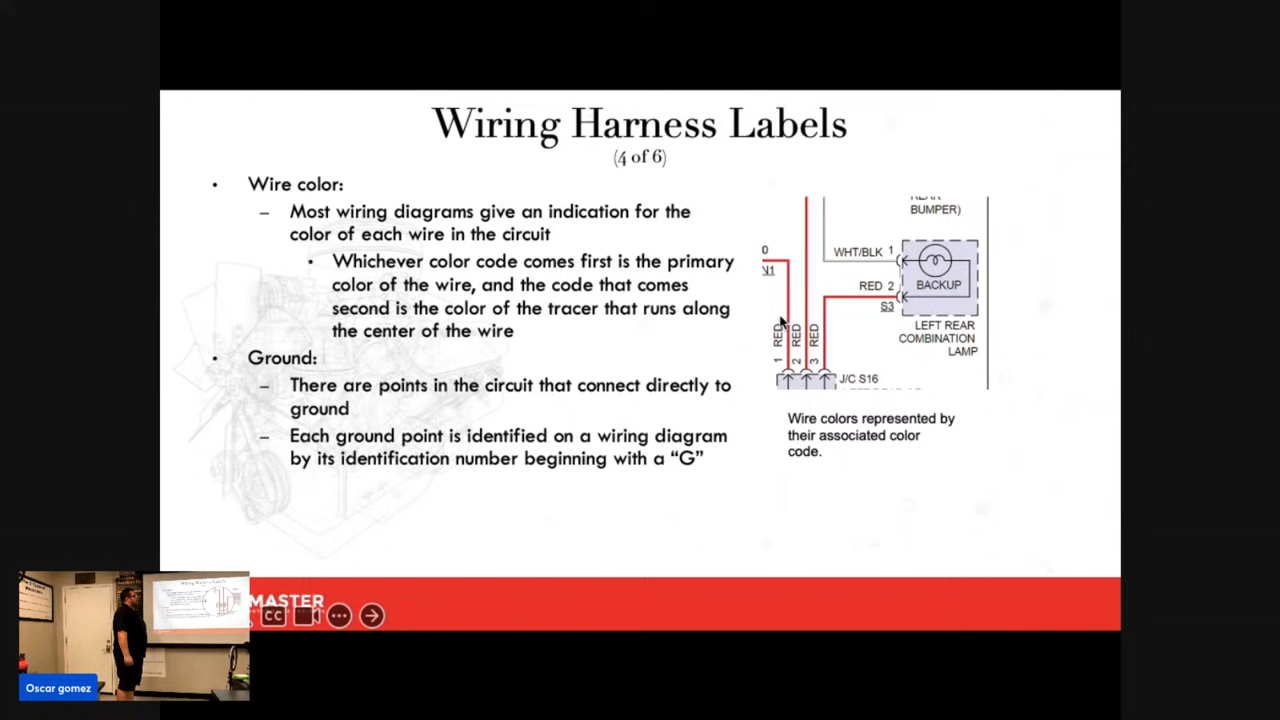 Wiring Harness Labels
(4 of 6)
• Wire color:
– Most wiring diagrams give an indication for the
color of each wire in the circuit
• Whichever color code comes first is the primary
color of the wire, and the code that comes
second is the color of the tracer that runs along
the center of the wire
• Ground:
– There are points in the circuit that connect directly to
ground
– Each ground point is identified on a wiring diagram
by its identification number beginning with a “G”
BUMPER)
0
N1
WHT/BLK 1
RED 2
S3
BACKUP
LEFT REAR
COMBINATION
LAMP
1 RED
2 RED
3 RED
J/C S16
Wire colors represented by
their associated color
code.
MASTER
CC
Oscar gomez